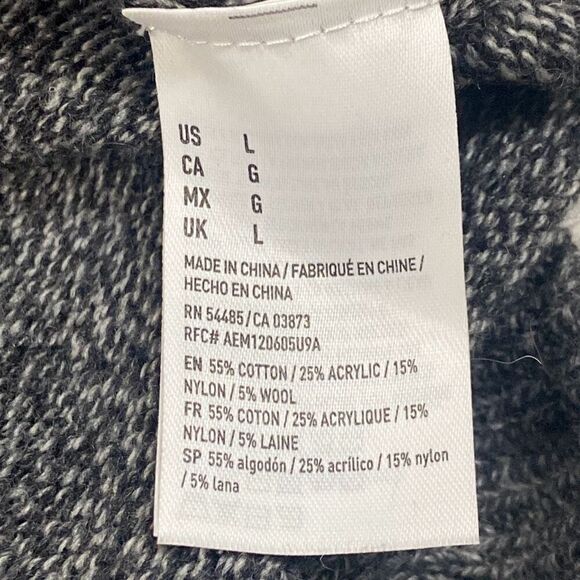 US L
CA G
MX G
UK L
MADE IN CHINA / FABRIQUÉ EN CHINE /
HECHO EN CHINA
RN 54485 / CA 03873
RFC# AEM120605U9A
EN 55% COTTON / 25% ACRYLIC / 15%
NYLON / 5% WOOL
FR 55% COTON / 25% ACRYLIQUE / 15%
NYLON / 5% LAINE
SP 55% algodón / 25% acrílico / 15% nylon
/ 5% lana